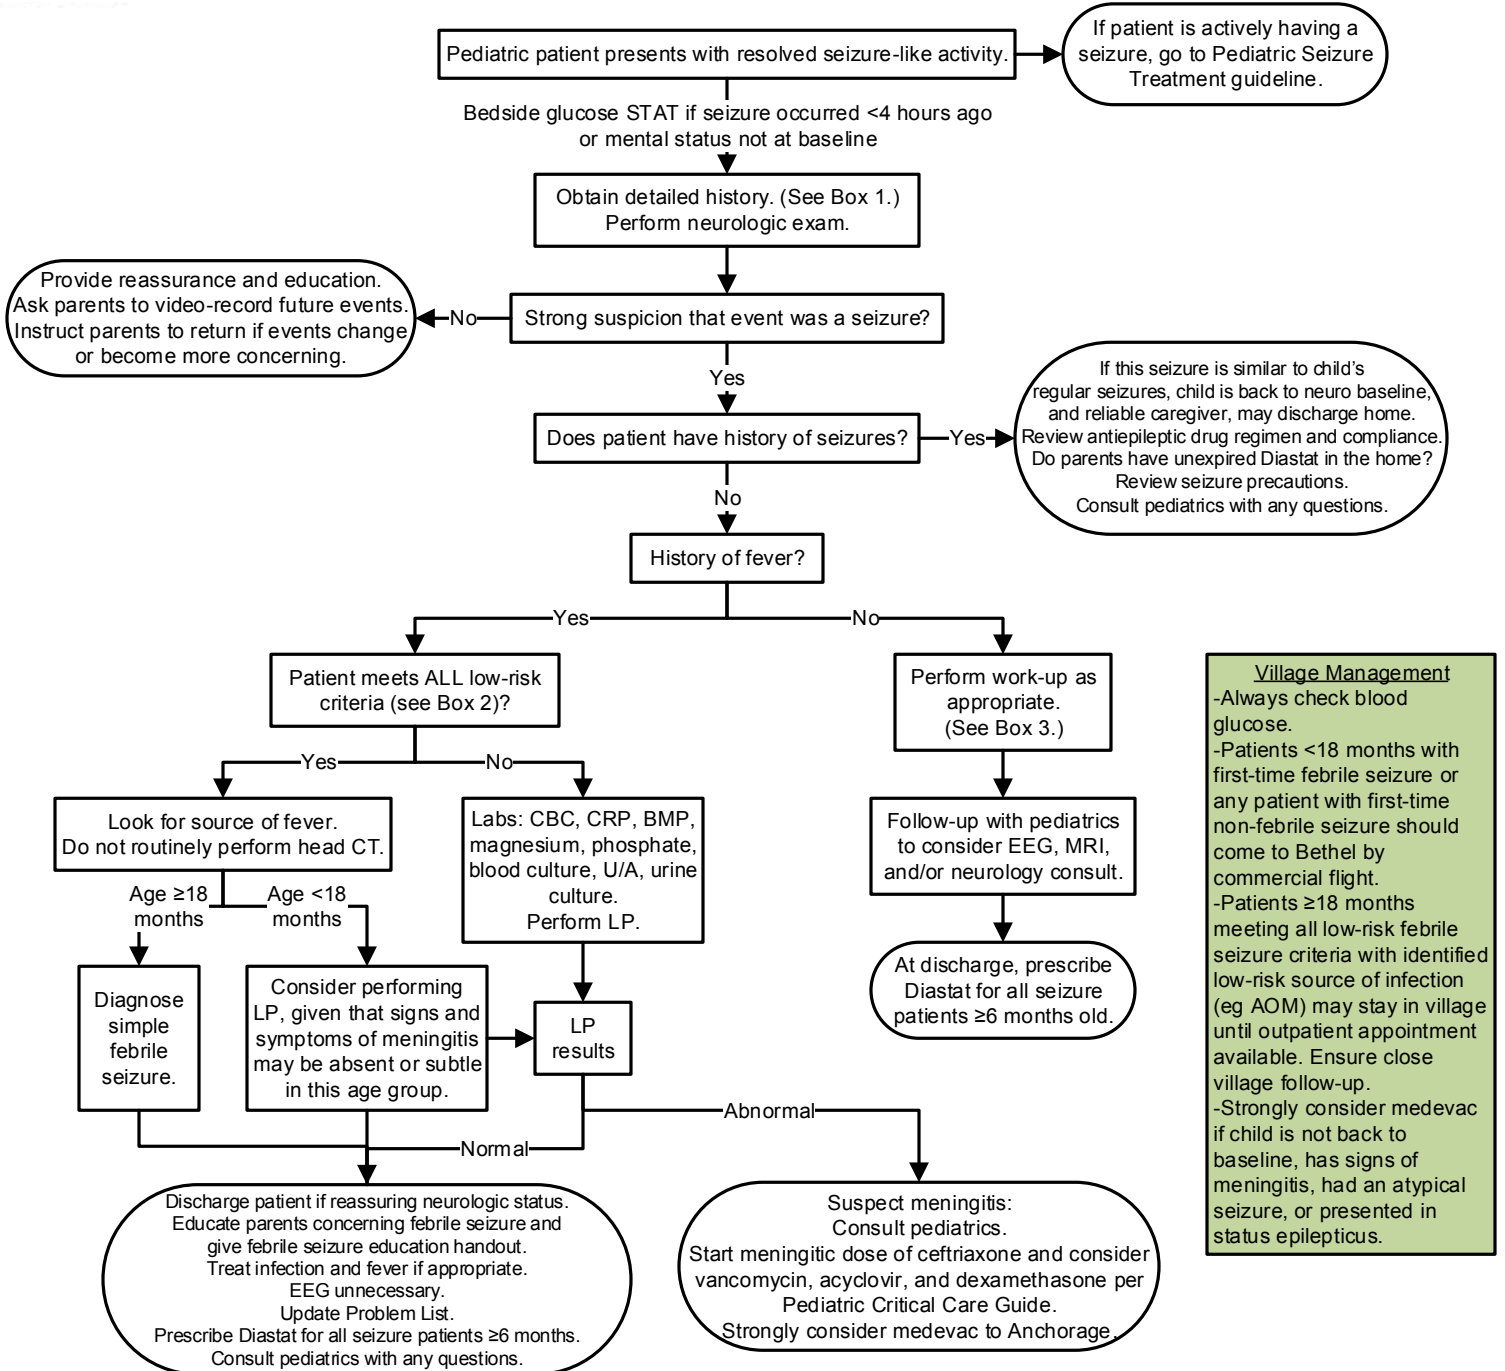 Pediatric patient presents with resolved seizure-like activity.
If patient is actively having a
seizure, go to Pediatric Seizure
Treatment guideline.
Bedside glucose STAT if seizure occurred <4 hours ago
or mental status not at baseline
Obtain detailed history. (See Box 1.)
Perform neurologic exam.
Provide reassurance and education.
Ask parents to video-record future events.
Instruct parents to return if events change
or become more concerning.
No
Strong suspicion that event was a seizure?
Yes
Does patient have history of seizures?
Yes
If this seizure is similar to child's
regular seizures, child is back to neuro baseline,
and reliable caregiver, may discharge home.
Review antiepileptic drug regimen and compliance.
Do parents have unexpired Diastat in the home?
Review seizure precautions.
Consult pediatrics with any questions.
No
History of fever?
Yes
No
Patient meets ALL low-risk
criteria (see Box 2)?
Perform work-up as
appropriate.
(See Box 3.)
Yes
No
Look for source of fever.
Do not routinely perform head CT.
Labs: CBC, CRP, BMP,
magnesium, phosphate,
blood culture, U/A, urine
culture.
Perform LP.
Follow-up with pediatrics
to consider EEG, MRI,
and/or neurology consult.
Age ≥18
months
Age <18
months
Diagnose
simple
febrile
seizure.
Consider performing
LP, given that signs and
symptoms of meningitis
may be absent or subtle
in this age group.
LP
results
At discharge, prescribe
Diastat for all seizure
patients ≥6 months old.
Abnormal
Normal
Discharge patient if reassuring neurologic status.
Educate parents concerning febrile seizure and
give febrile seizure education handout.
Treat infection and fever if appropriate.
EEG unnecessary.
Update Problem List.
Prescribe Diastat for all seizure patients ≥6 months.
Consult pediatrics with any questions.
Suspect meningitis:
Consult pediatrics.
Start meningitic dose of ceftriaxone and consider
vancomycin, acyclovir, and dexamethasone per
Pediatric Critical Care Guide.
Strongly consider medevac to Anchorage.
Village Management
-Always check blood
glucose.
-Patients <18 months with
first-time febrile seizure or
any patient with first-time
non-febrile seizure should
come to Bethel by
commercial flight.
-Patients ≥18 months
meeting all low-risk febrile
seizure criteria with identified
low-risk source of infection
(eg AOM) may stay in village
until outpatient appointment
available. Ensure close
village follow-up.
-Strongly consider medevac
if child is not back to
baseline, has signs of
meningitis, had an atypical
seizure, or presented in
status epilepticus.